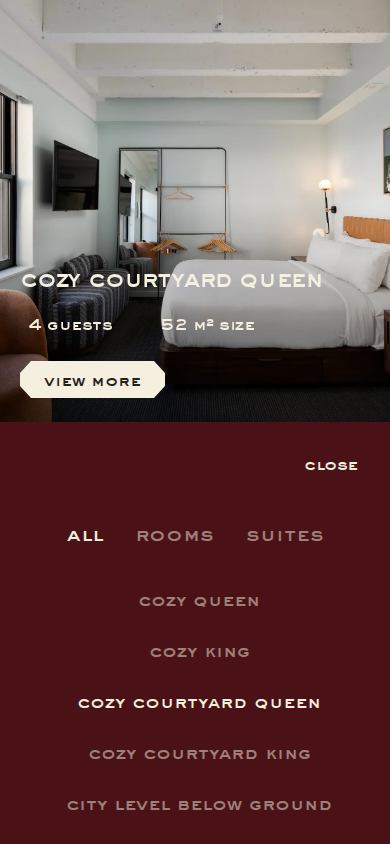 COZY COURTYARD QUEEN
4 GUESTS 52 M² SIZE
VIEW MORE
CLOSE
ALL ROOMS SUITES
COZY QUEEN
COZY KING
COZY COURTYARD QUEEN
COZY COURTYARD KING
CITY LEVEL BELOW GROUND